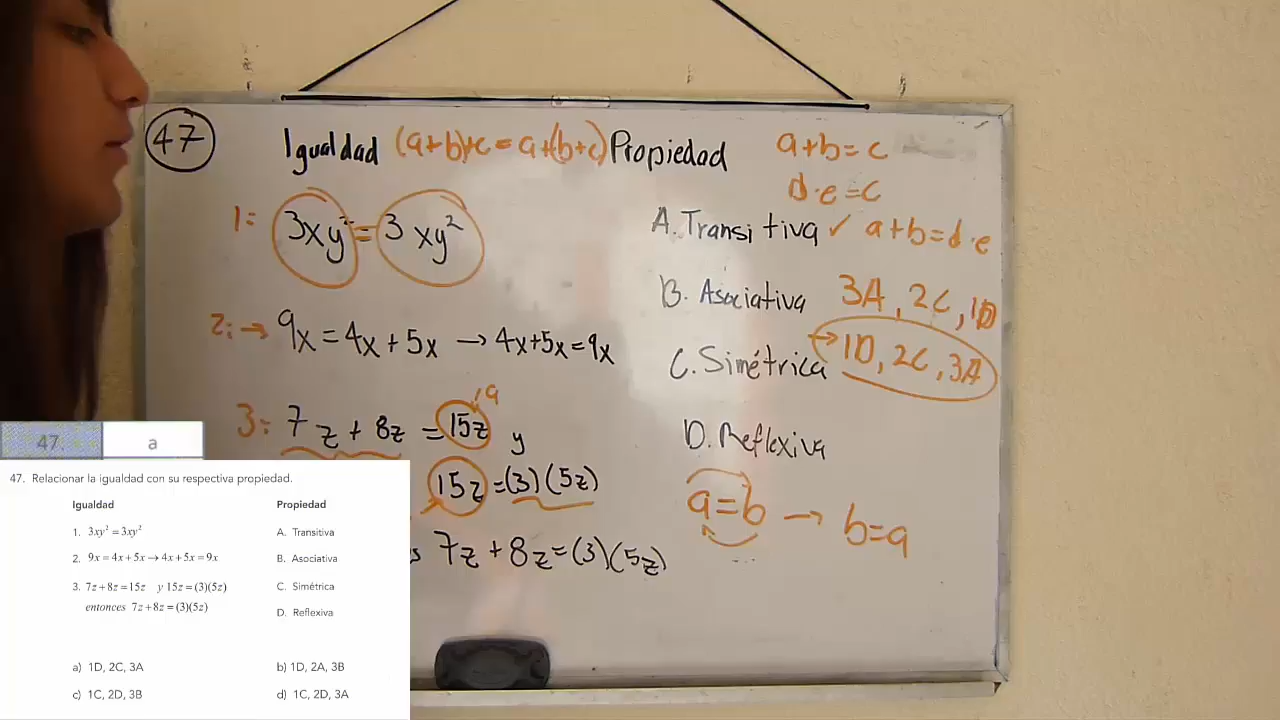 47
Igualdad (a+b)+c=a+(b+c) Propiedad
a+b=c
d·e=c
1: 3xy² = 3xy²
A. Transitiva ✓ a+b=d·e
B. Asociativa 3A, 2C, 1D
2: → 9x = 4x + 5x → 4x+5x=9x
C. Simétrica → 1D, 2C, 3A
a
3: 7z + 8z = 15z y
D. Reflexiva
15z = (3)(5z)
a=b → b=a
s 7z + 8z = (3)(5z)
47. a
47. Relacionar la igualdad con su respectiva propiedad.
Igualdad Propiedad
1. 3xy² = 3xy² A. Transitiva
2. 9x = 4x + 5x → 4x + 5x = 9x B. Asociativa
3. 7z + 8z = 15z y 15z = (3)(5z) C. Simétrica
entonces 7z + 8z = (3)(5z) D. Reflexiva
a) 1D, 2C, 3A b) 1D, 2A, 3B
c) 1C, 2D, 3B d) 1C, 2D, 3A